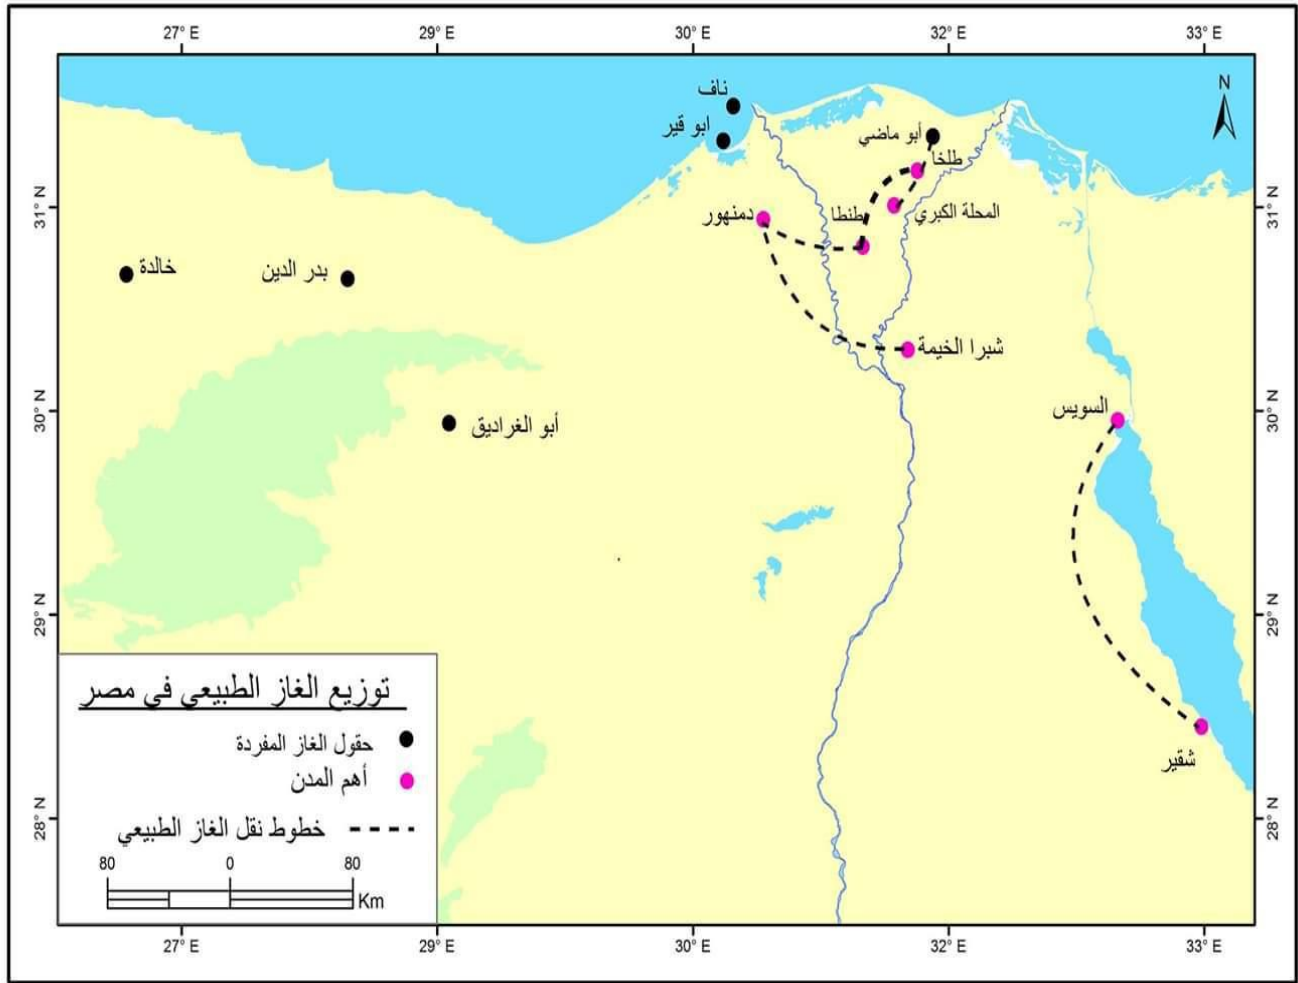 27° E 29° E 30° E 32° E 33° E
N
ناف
ابو قير
أبو ماضي
طلخا
31° N
المحلة الكبري
طنطا
دمنهور
31° N
خالدة
بدر الدين
شبرا الخيمة
السويس
30° N
أبو الغراديق
30° N
29° N
29° N
توزيع الغاز الطبيعي في مصر
حقول الغاز المفردة
أهم المدن
خطوط نقل الغاز الطبيعي
80 0 80
Km
شقير
28° N
28° N
27° E 29° E 30° E 32° E 33° E